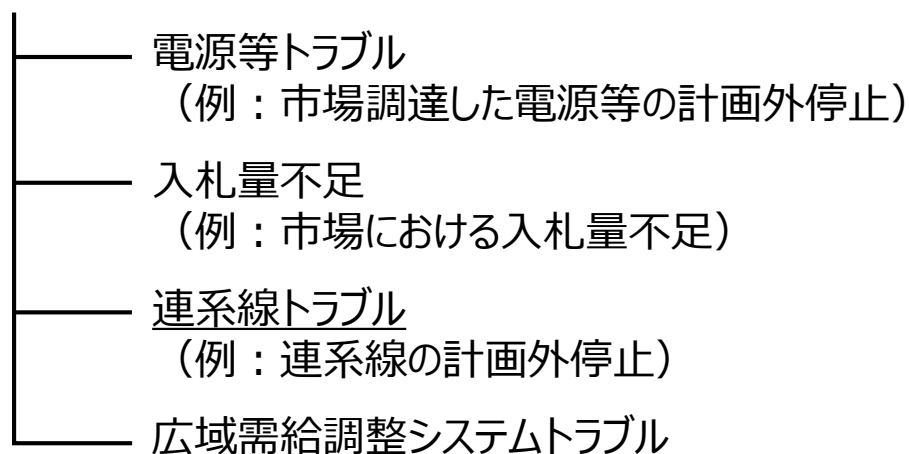 電源等トラブル
（例：市場調達した電源等の計画外停止）
入札量不足
（例：市場における入札量不足）
連系線トラブル
（例：連系線の計画外停止）
広域需給調整システムトラブル